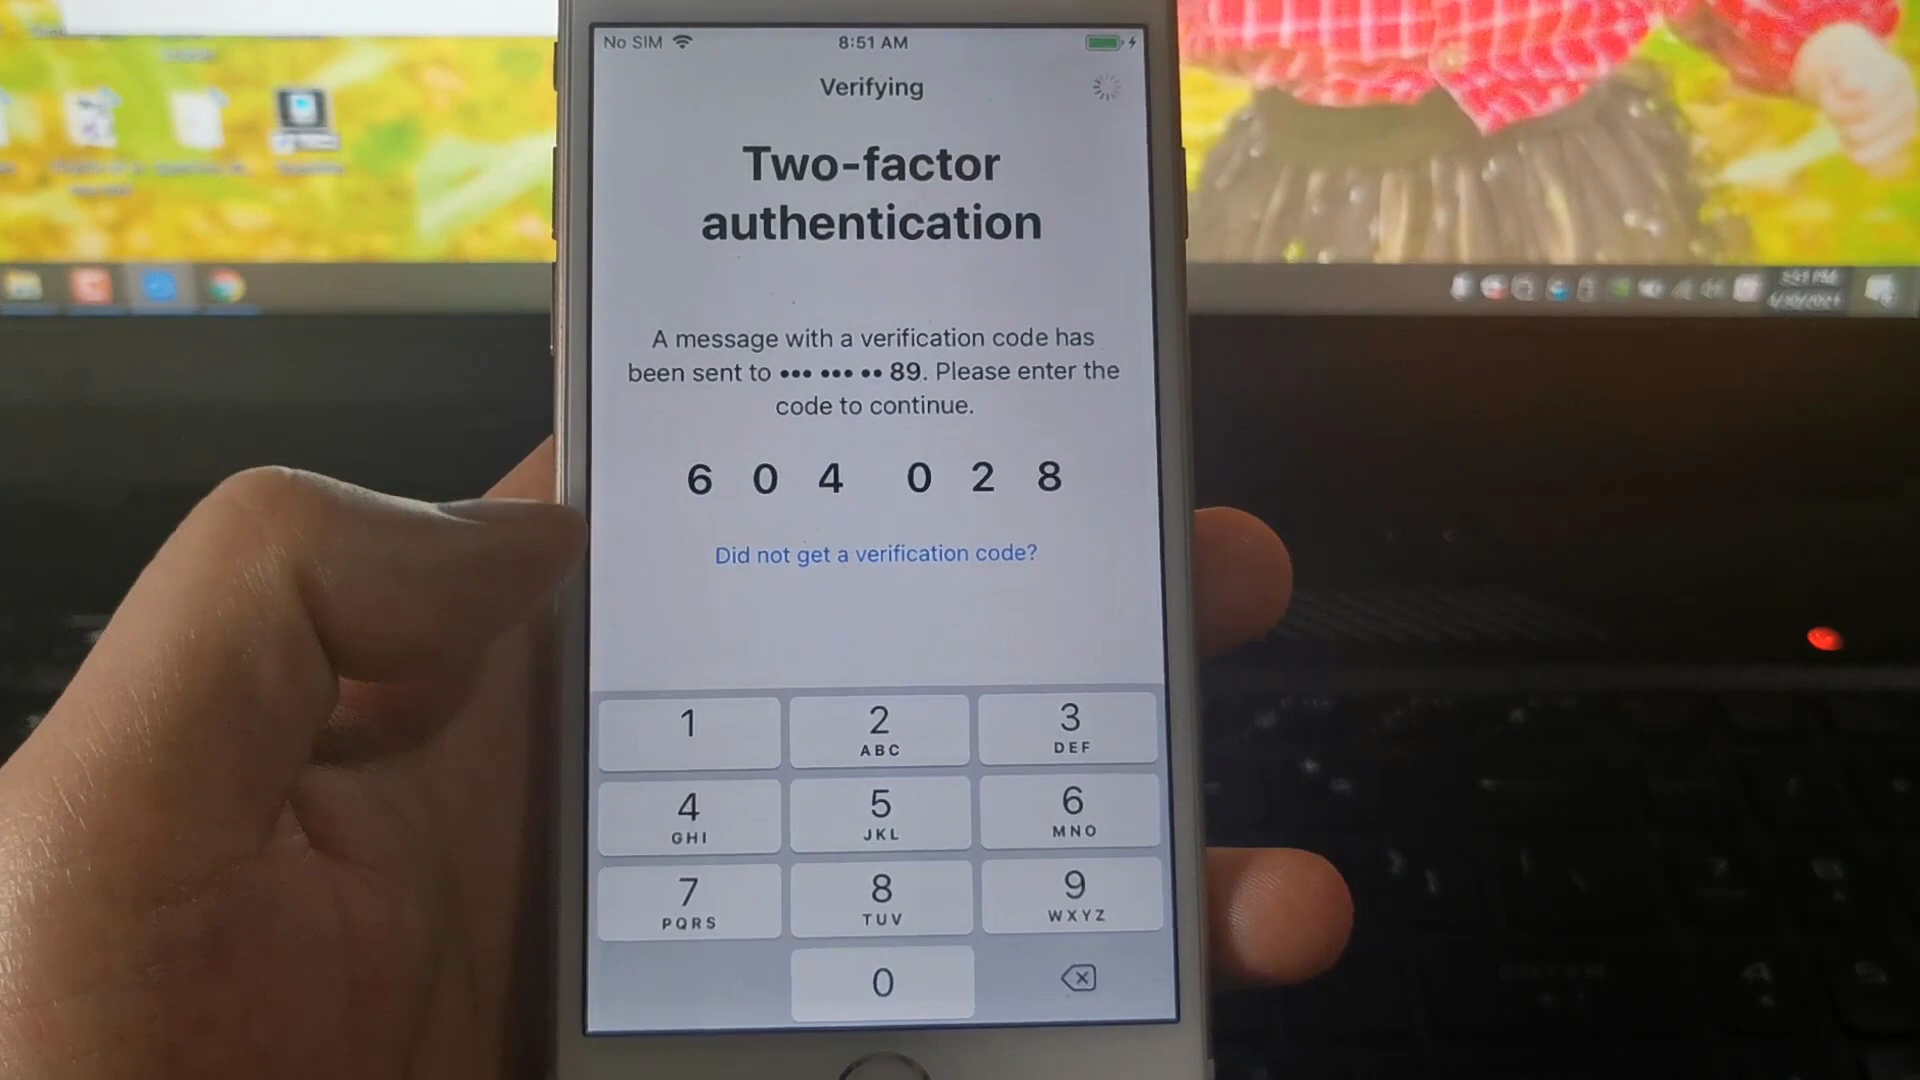 No SIM 8:51 AM
Verifying
Two-factor
authentication
A message with a verification code has
been sent to ••• ••• •• 89. Please enter the
code to continue.
6 0 4 0 2 8
Did not get a verification code?
1 2 3
ABC DEF
4 5 6
GHI JKL MNO
7 8 9
PQRS TUV WXYZ
0